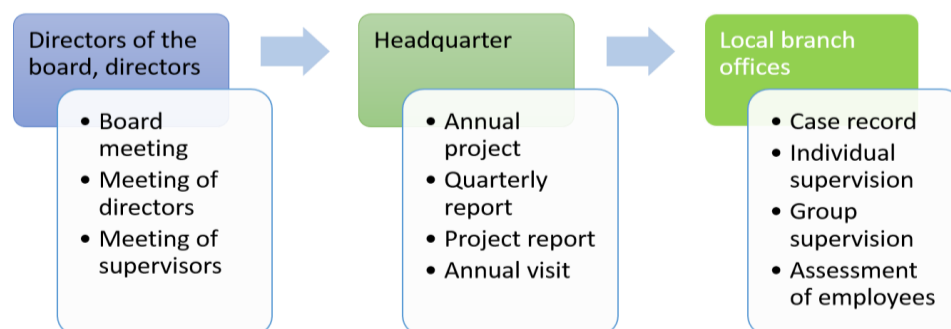 Directors of the
board, directors
• Board
meeting
• Meeting of
directors
• Meeting of
supervisors
Headquarter
• Annual
project
• Quarterly
report
• Project report
• Annual visit
Local branch
offices
• Case record
• Individual
supervision
• Group
supervision
• Assessment
of employees